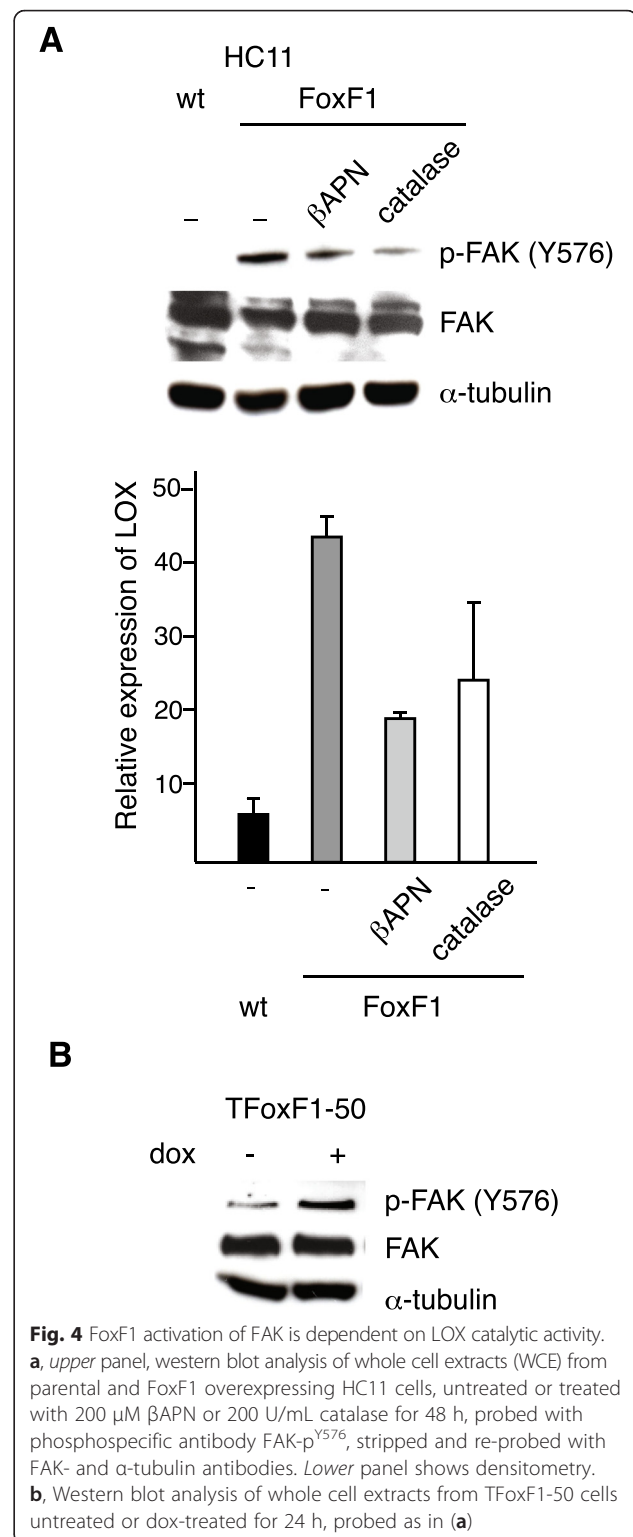 A
HC11
wt FoxF1
– – βAPN catalase
p-FAK (Y576)
FAK
α-tubulin
Relative expression of LOX
50
40
30
20
10
- - βAPN catalase
wt FoxF1
B
TFoxF1-50
dox - +
p-FAK (Y576)
FAK
α-tubulin
Fig. 4 FoxF1 activation of FAK is dependent on LOX catalytic activity.
a, upper panel, western blot analysis of whole cell extracts (WCE) from
parental and FoxF1 overexpressing HC11 cells, untreated or treated
with 200 μM βAPN or 200 U/mL catalase for 48 h, probed with
phosphospecific antibody FAK-pY576, stripped and re-probed with
FAK- and α-tubulin antibodies. Lower panel shows densitometry.
b, Western blot analysis of whole cell extracts from TFoxF1-50 cells
untreated or dox-treated for 24 h, probed as in (a)